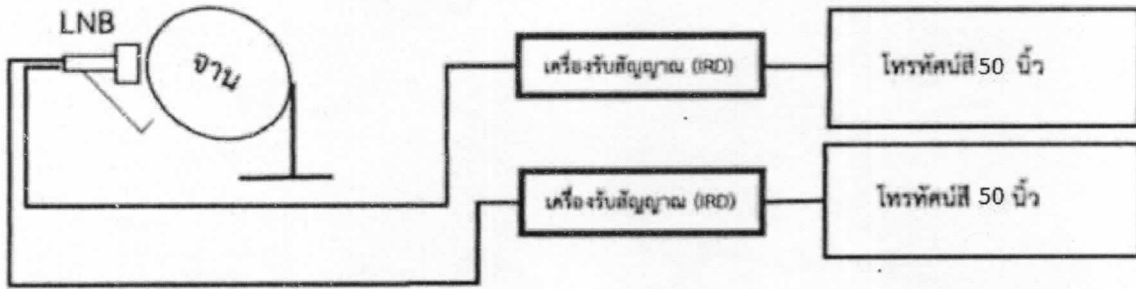 LNB
จาน
เครื่องรับสัญญาณ (IRD)
โทรทัศน์สี 50 นิ้ว
เครื่องรับสัญญาณ (IRD)
โทรทัศน์สี 50 นิ้ว